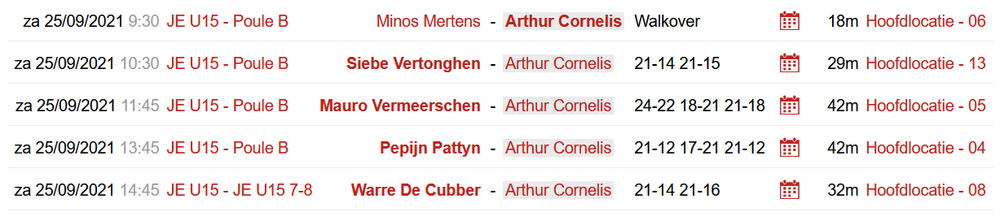 za 25/09/2021 9:30 JE U15 - Poule B Minos Mertens - Arthur Cornelis Walkover 18m Hoofdlocatie - 06
za 25/09/2021 10:30 JE U15 - Poule B Siebe Vertonghen - Arthur Cornelis 21-14 21-15 29m Hoofdlocatie - 13
za 25/09/2021 11:45 JE U15 - Poule B Mauro Vermeerschen - Arthur Cornelis 24-22 18-21 21-18 42m Hoofdlocatie - 05
za 25/09/2021 13:45 JE U15 - Poule B Pepijn Pattyn - Arthur Cornelis 21-12 17-21 21-12 42m Hoofdlocatie - 04
za 25/09/2021 14:45 JE U15 - JE U15 7-8 Warre De Cubber - Arthur Cornelis 21-14 21-16 32m Hoofdlocatie - 08